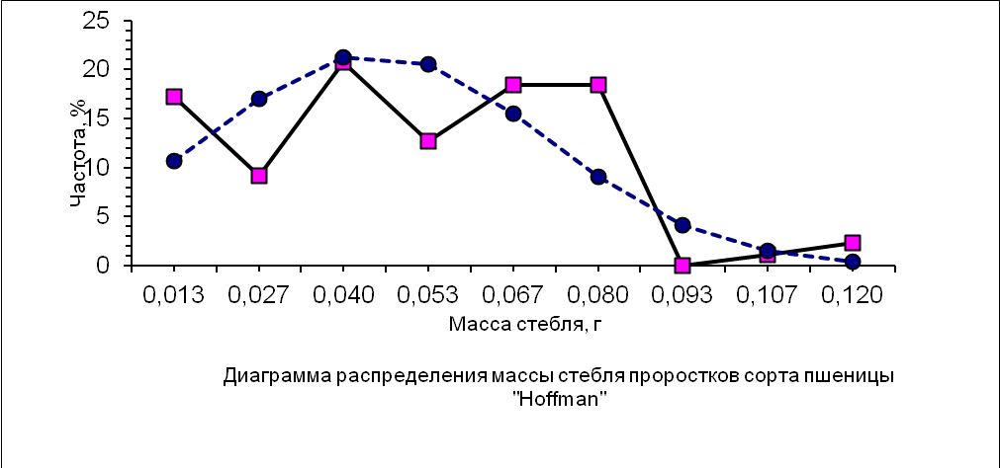 25
20
15
10
5
0
Частота, %
0,013 0,027 0,040 0,053 0,067 0,080 0,093 0,107 0,120
Масса стебля, г
Диаграмма распределения массы стебля проростков сорта пшеницы
"Hoffman"